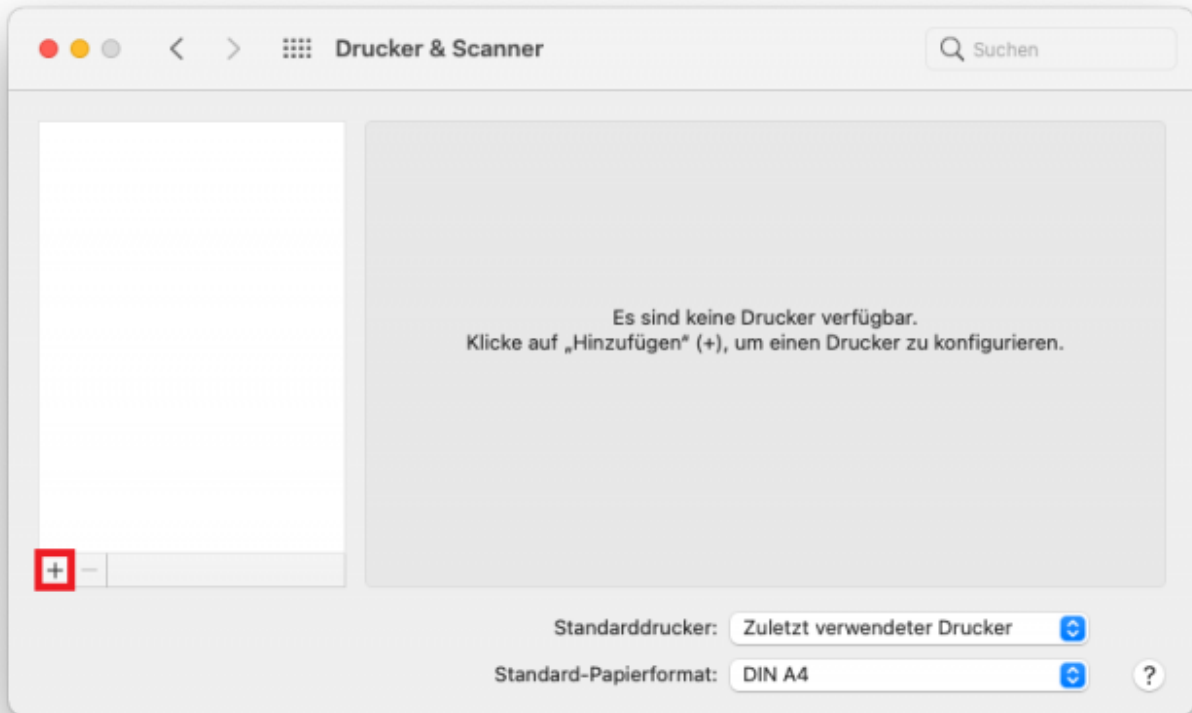 Drucker & Scanner
Suchen
Es sind keine Drucker verfügbar.
Klicke auf „Hinzufügen“ (+), um einen Drucker zu konfigurieren.
+ −
Standarddrucker: Zuletzt verwendeter Drucker
Standard-Papierformat: DIN A4
?